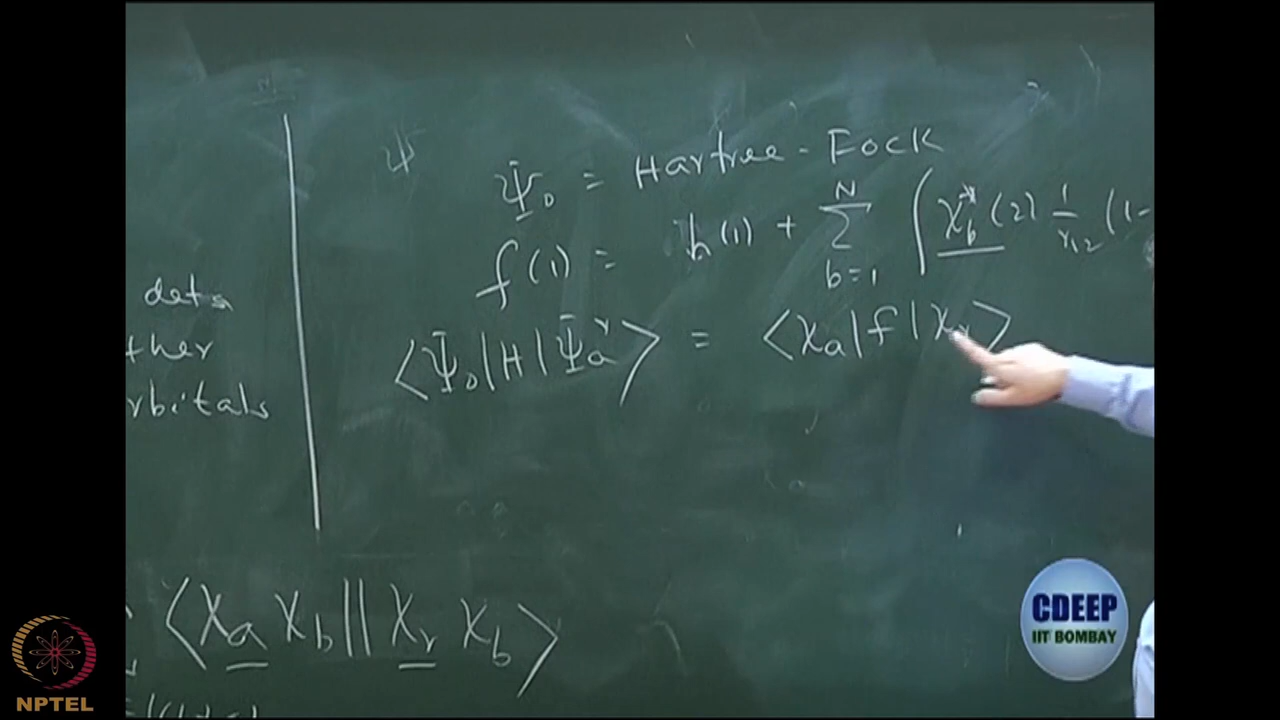 Ψ₀ = Hartree - Fock
f(1) = h(1) + Σ_{b=1}^{N} ∫ χ_b^*(2) 1/r₁₂ (1-
dets
ther
⟨Ψ₀|H|Ψ_a^r⟩ = ⟨χ_a|f|χ_r⟩
rbitals
⟨χ_a χ_b||χ_r χ_b⟩
CDEEP
IIT BOMBAY
NPTEL